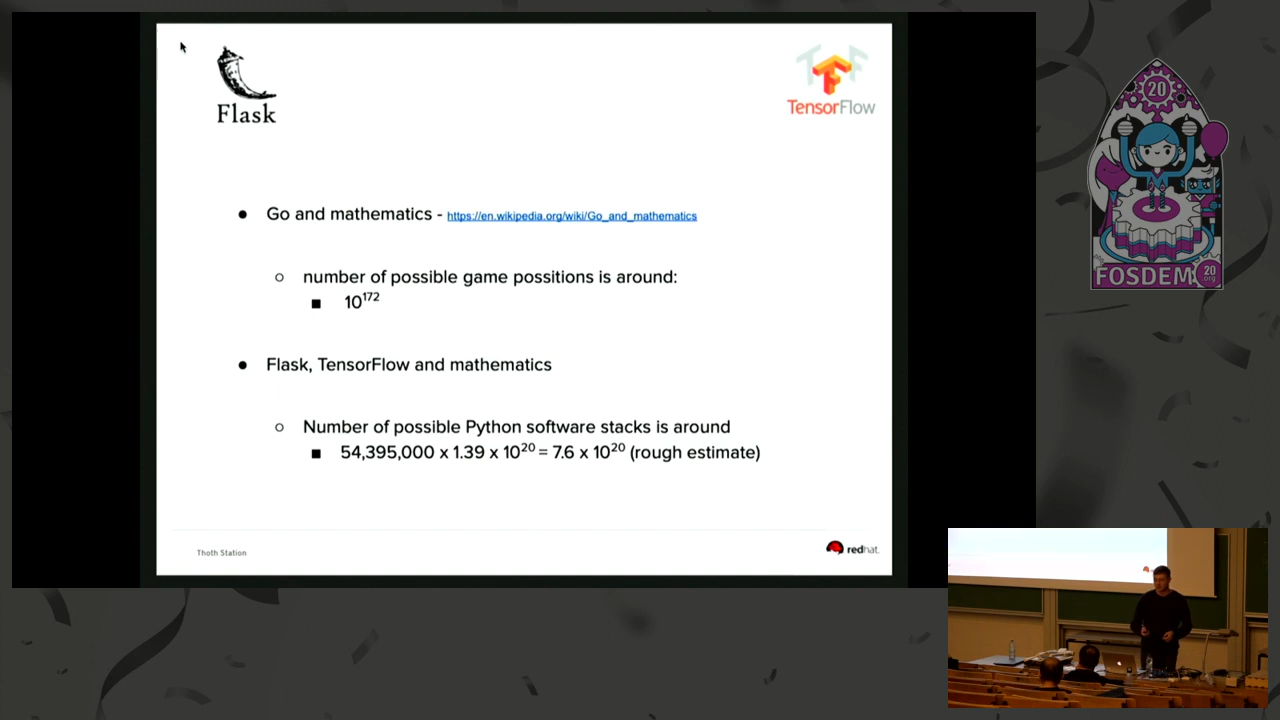 Flask
TensorFlow
● Go and mathematics - https://en.wikipedia.org/wiki/Go_and_mathematics
○ number of possible game possitions is around:
■ 10¹⁷²
● Flask, TensorFlow and mathematics
○ Number of possible Python software stacks is around
■ 54,395,000 x 1.39 x 10²⁰ = 7.6 x 10²⁰ (rough estimate)
Thoth Station
redhat.
20
FOSDEM
20
.org